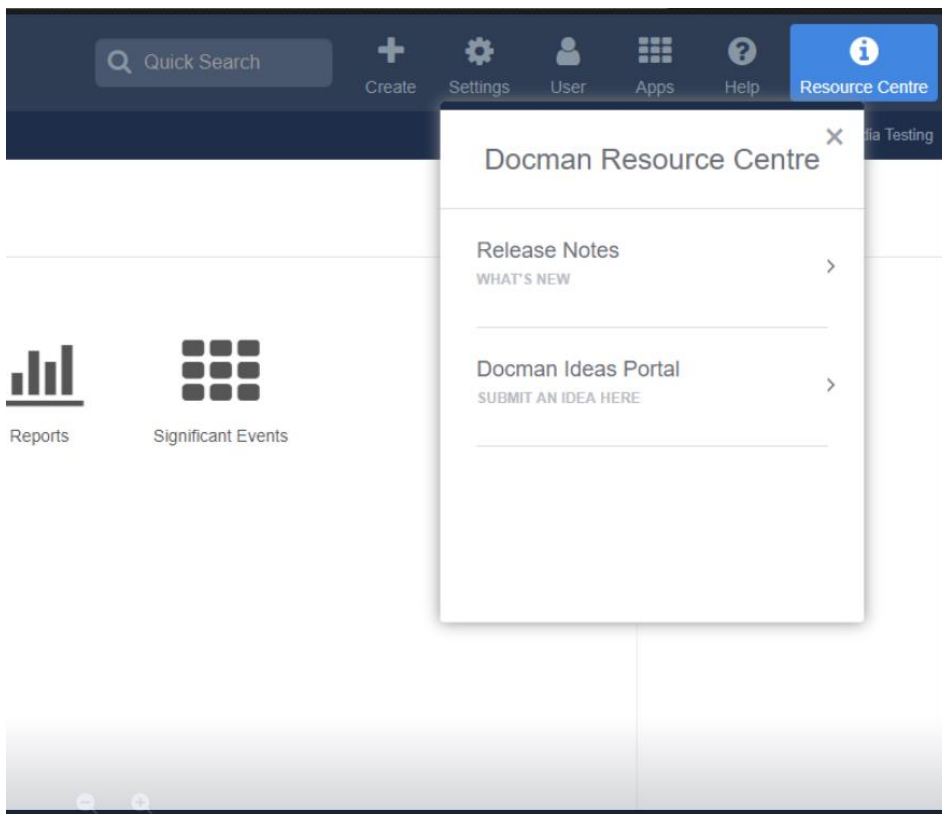 Quick Search
Create
Settings
User
Apps
Help
Resource Centre
Testing
Docman Resource Centre
Release Notes
WHAT'S NEW
Docman Ideas Portal
SUBMIT AN IDEA HERE
Reports
Significant Events